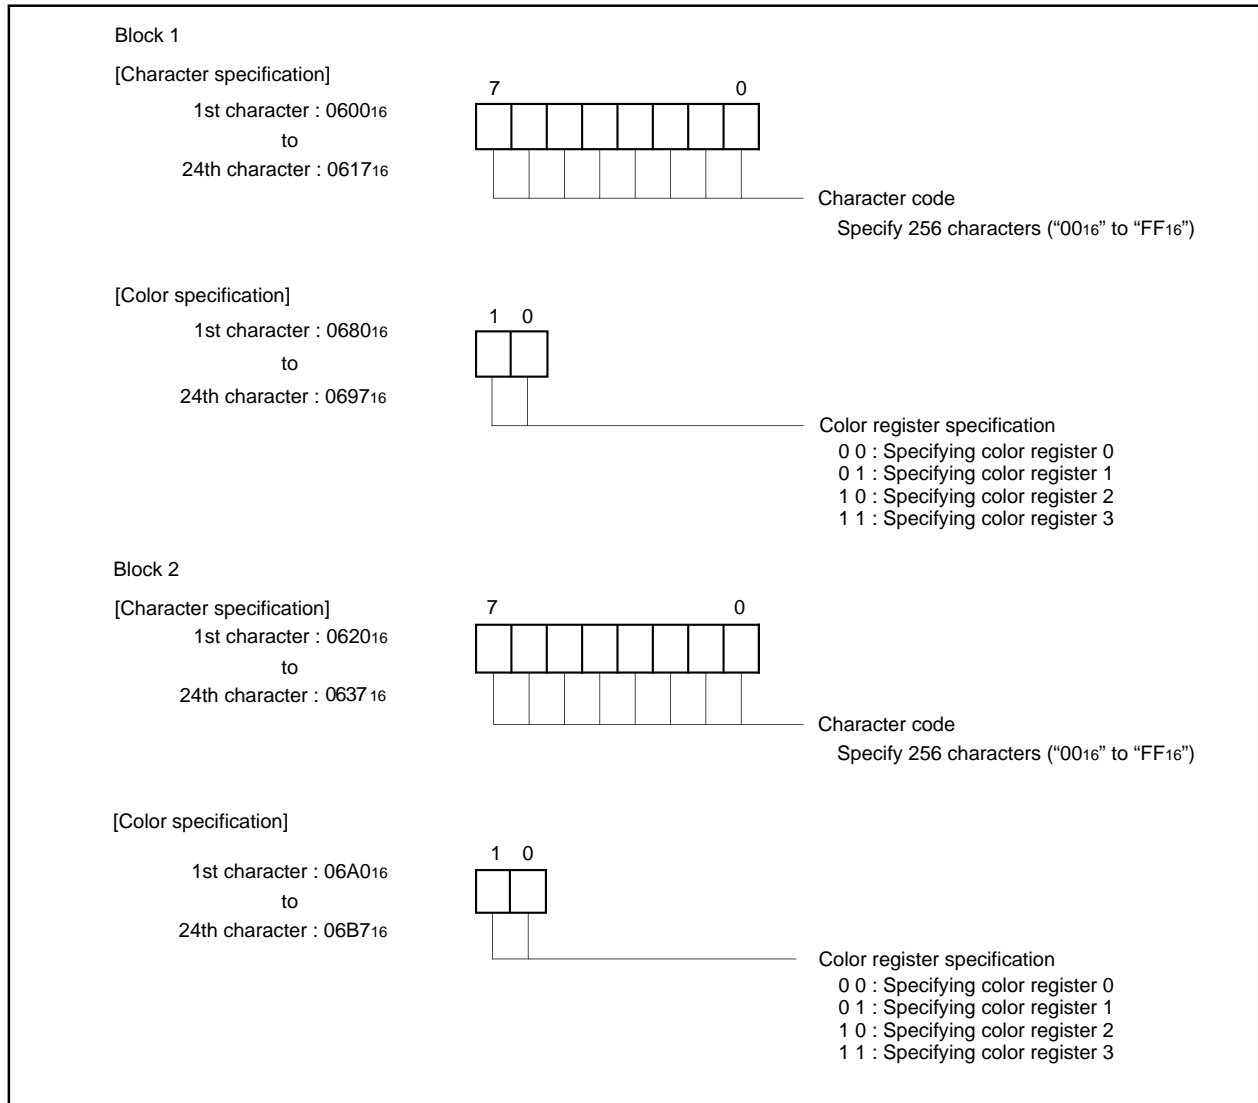 Block 1
[Character specification]
7 0
1st character : 0600₁₆
to
24th character : 0617₁₆
Character code
Specify 256 characters (“00₁₆” to “FF₁₆”)
[Color specification]
1 0
1st character : 0680₁₆
to
24th character : 0697₁₆
Color register specification
0 0 : Specifying color register 0
0 1 : Specifying color register 1
1 0 : Specifying color register 2
1 1 : Specifying color register 3
Block 2
[Character specification]
7 0
1st character : 0620₁₆
to
24th character : 0637₁₆
Character code
Specify 256 characters (“00₁₆” to “FF₁₆”)
[Color specification]
1 0
1st character : 06A0₁₆
to
24th character : 06B7₁₆
Color register specification
0 0 : Specifying color register 0
0 1 : Specifying color register 1
1 0 : Specifying color register 2
1 1 : Specifying color register 3